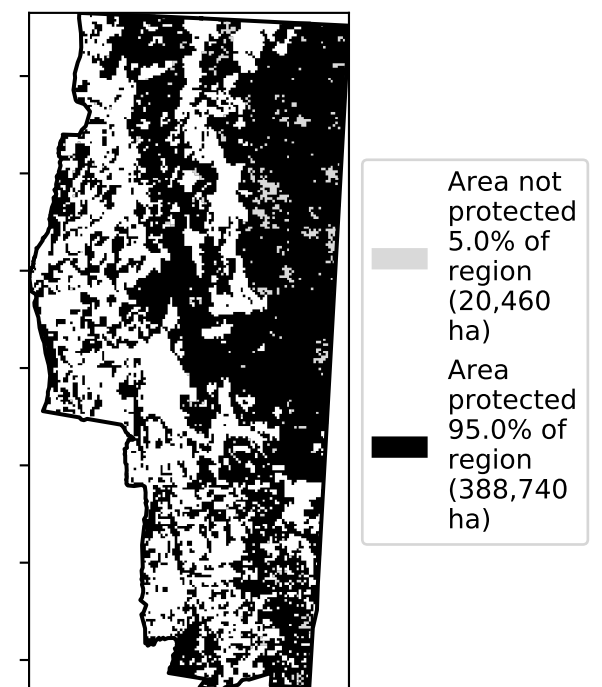 Area not
protected
5.0% of
region
(20,460
ha)
Area
protected
95.0% of
region
(388,740
ha)